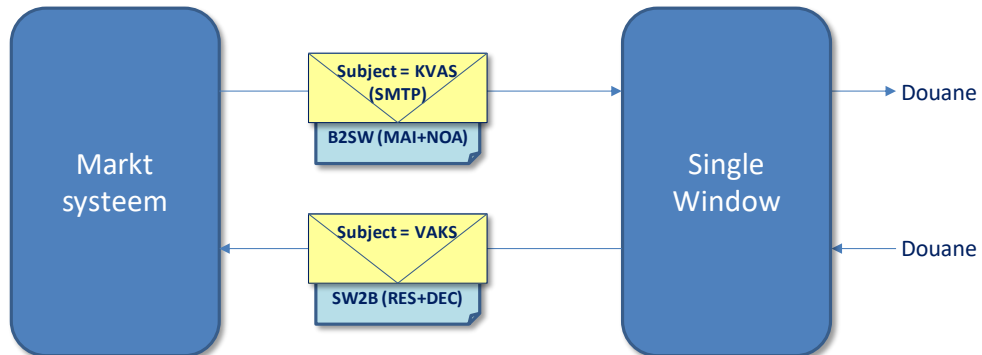 Markt
systeem
Subject = KVAS
(SMTP)
B2SW (MAI+NOA)
Subject = VAKS
SW2B (RES+DEC)
Single
Window
Douane
Douane